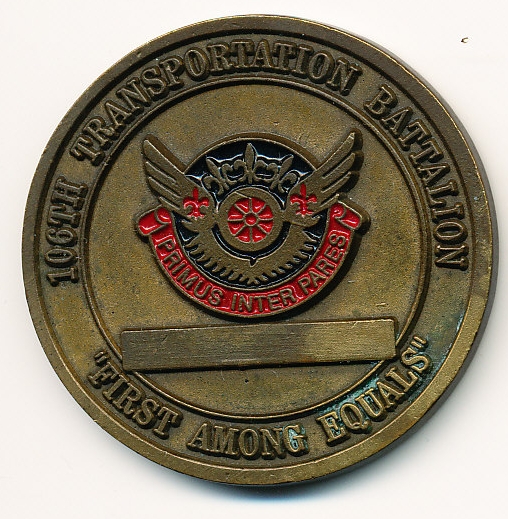 106TH TRANSPORTATION BATTALION
PRIMUS INTER PARES
"FIRST AMONG EQUALS"